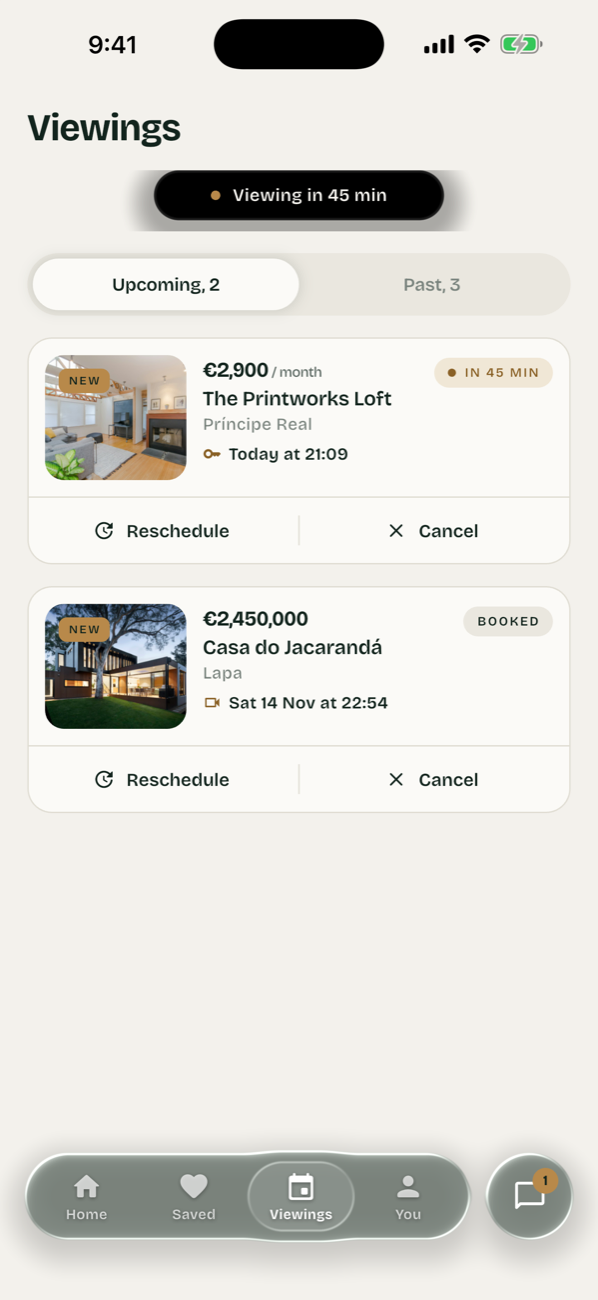 9:41
Viewings
Viewing in 45 min
Upcoming, 2
Past, 3
NEW
€2,900 / month
IN 45 MIN
The Printworks Loft
Príncipe Real
Today at 21:09
Reschedule
Cancel
NEW
€2,450,000
BOOKED
Casa do Jacarandá
Lapa
Sat 14 Nov at 22:54
Reschedule
Cancel
Home
Saved
Viewings
You
1